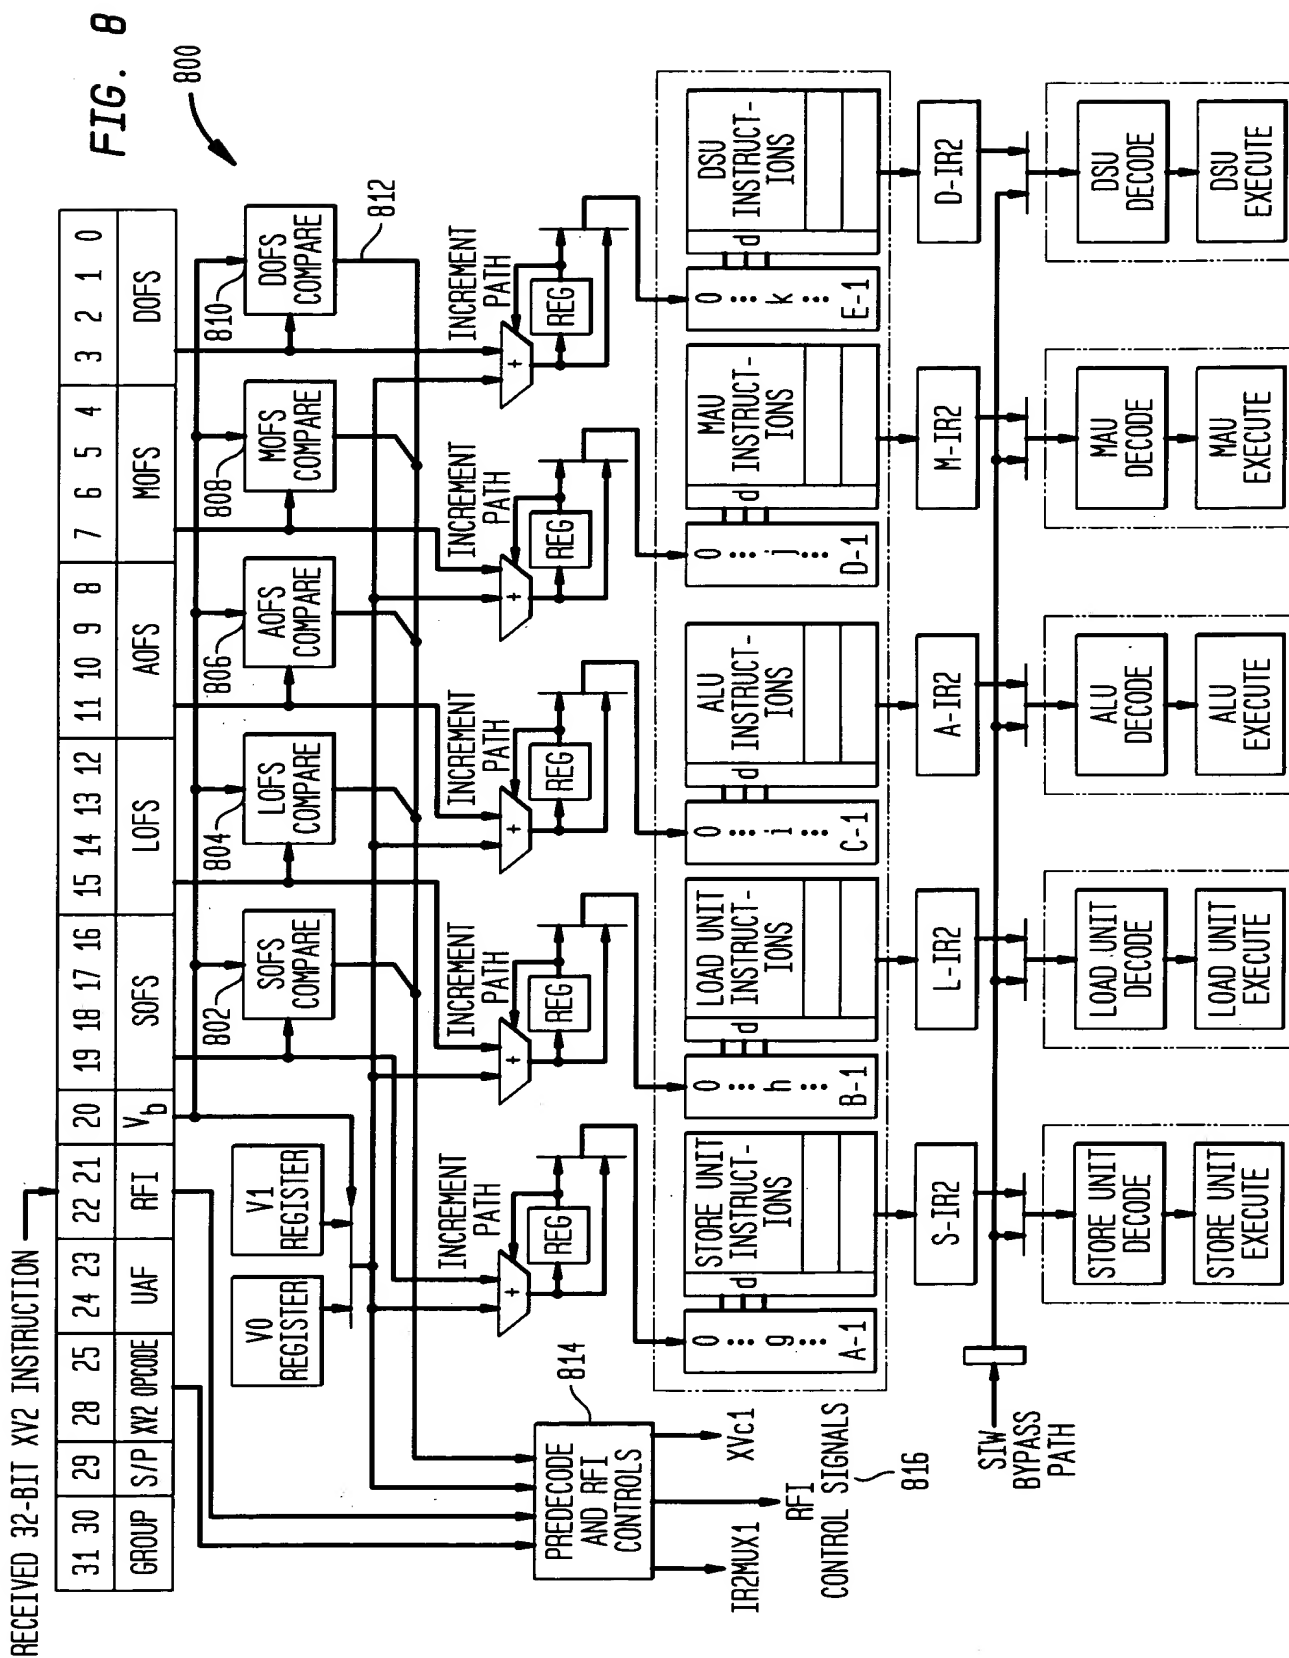 FIG. 8
800
RECEIVED 32-BIT XV2 INSTRUCTION
31 30 29 28 25 24 23 22 21 20 19 18 17 16 15 14 13 12 11 10 9 8 7 6 5 4 3 2 1 0
GROUP S/P XV2 OPCODE UAF RFI Vb SOFS LOFS AOFS MOFS DOFS
V0
REGISTER
V1
REGISTER
802
SOFS
COMPARE
804
LOFS
COMPARE
806
AOFS
COMPARE
808
MOFS
COMPARE
810
DOFS
COMPARE
812
INCREMENT
PATH
+
REG
INCREMENT
PATH
+
REG
INCREMENT
PATH
+
REG
INCREMENT
PATH
+
REG
INCREMENT
PATH
+
REG
814
PREDECODE
AND RFI
CONTROLS
IR2MUX1
RFI
CONTROL SIGNALS
816
XVc1
0
g
A-1
d
STORE UNIT
INSTRUCT-
IONS
0
h
B-1
d
LOAD UNIT
INSTRUCT-
IONS
0
i
C-1
d
ALU
INSTRUCT-
IONS
0
j
D-1
d
MAU
INSTRUCT-
IONS
0
k
E-1
d
DSU
INSTRUCT-
IONS
S-IR2
L-IR2
A-IR2
M-IR2
D-IR2
SIW
BYPASS
PATH
STORE UNIT
DECODE
STORE UNIT
EXECUTE
LOAD UNIT
DECODE
LOAD UNIT
EXECUTE
ALU
DECODE
ALU
EXECUTE
MAU
DECODE
MAU
EXECUTE
DSU
DECODE
DSU
EXECUTE